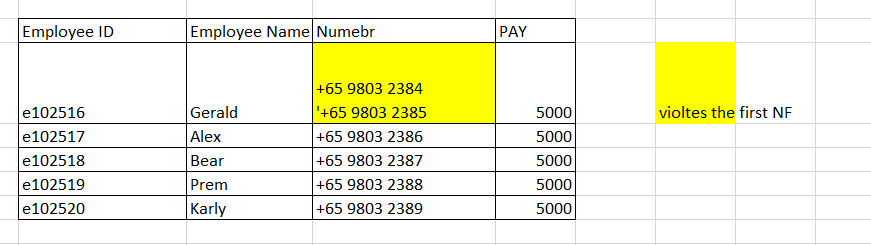 Employee ID Employee Name Numebr PAY
+65 9803 2384
e102516 Gerald '+65 9803 2385 5000 violtes the first NF
e102517 Alex +65 9803 2386 5000
e102518 Bear +65 9803 2387 5000
e102519 Prem +65 9803 2388 5000
e102520 Karly +65 9803 2389 5000